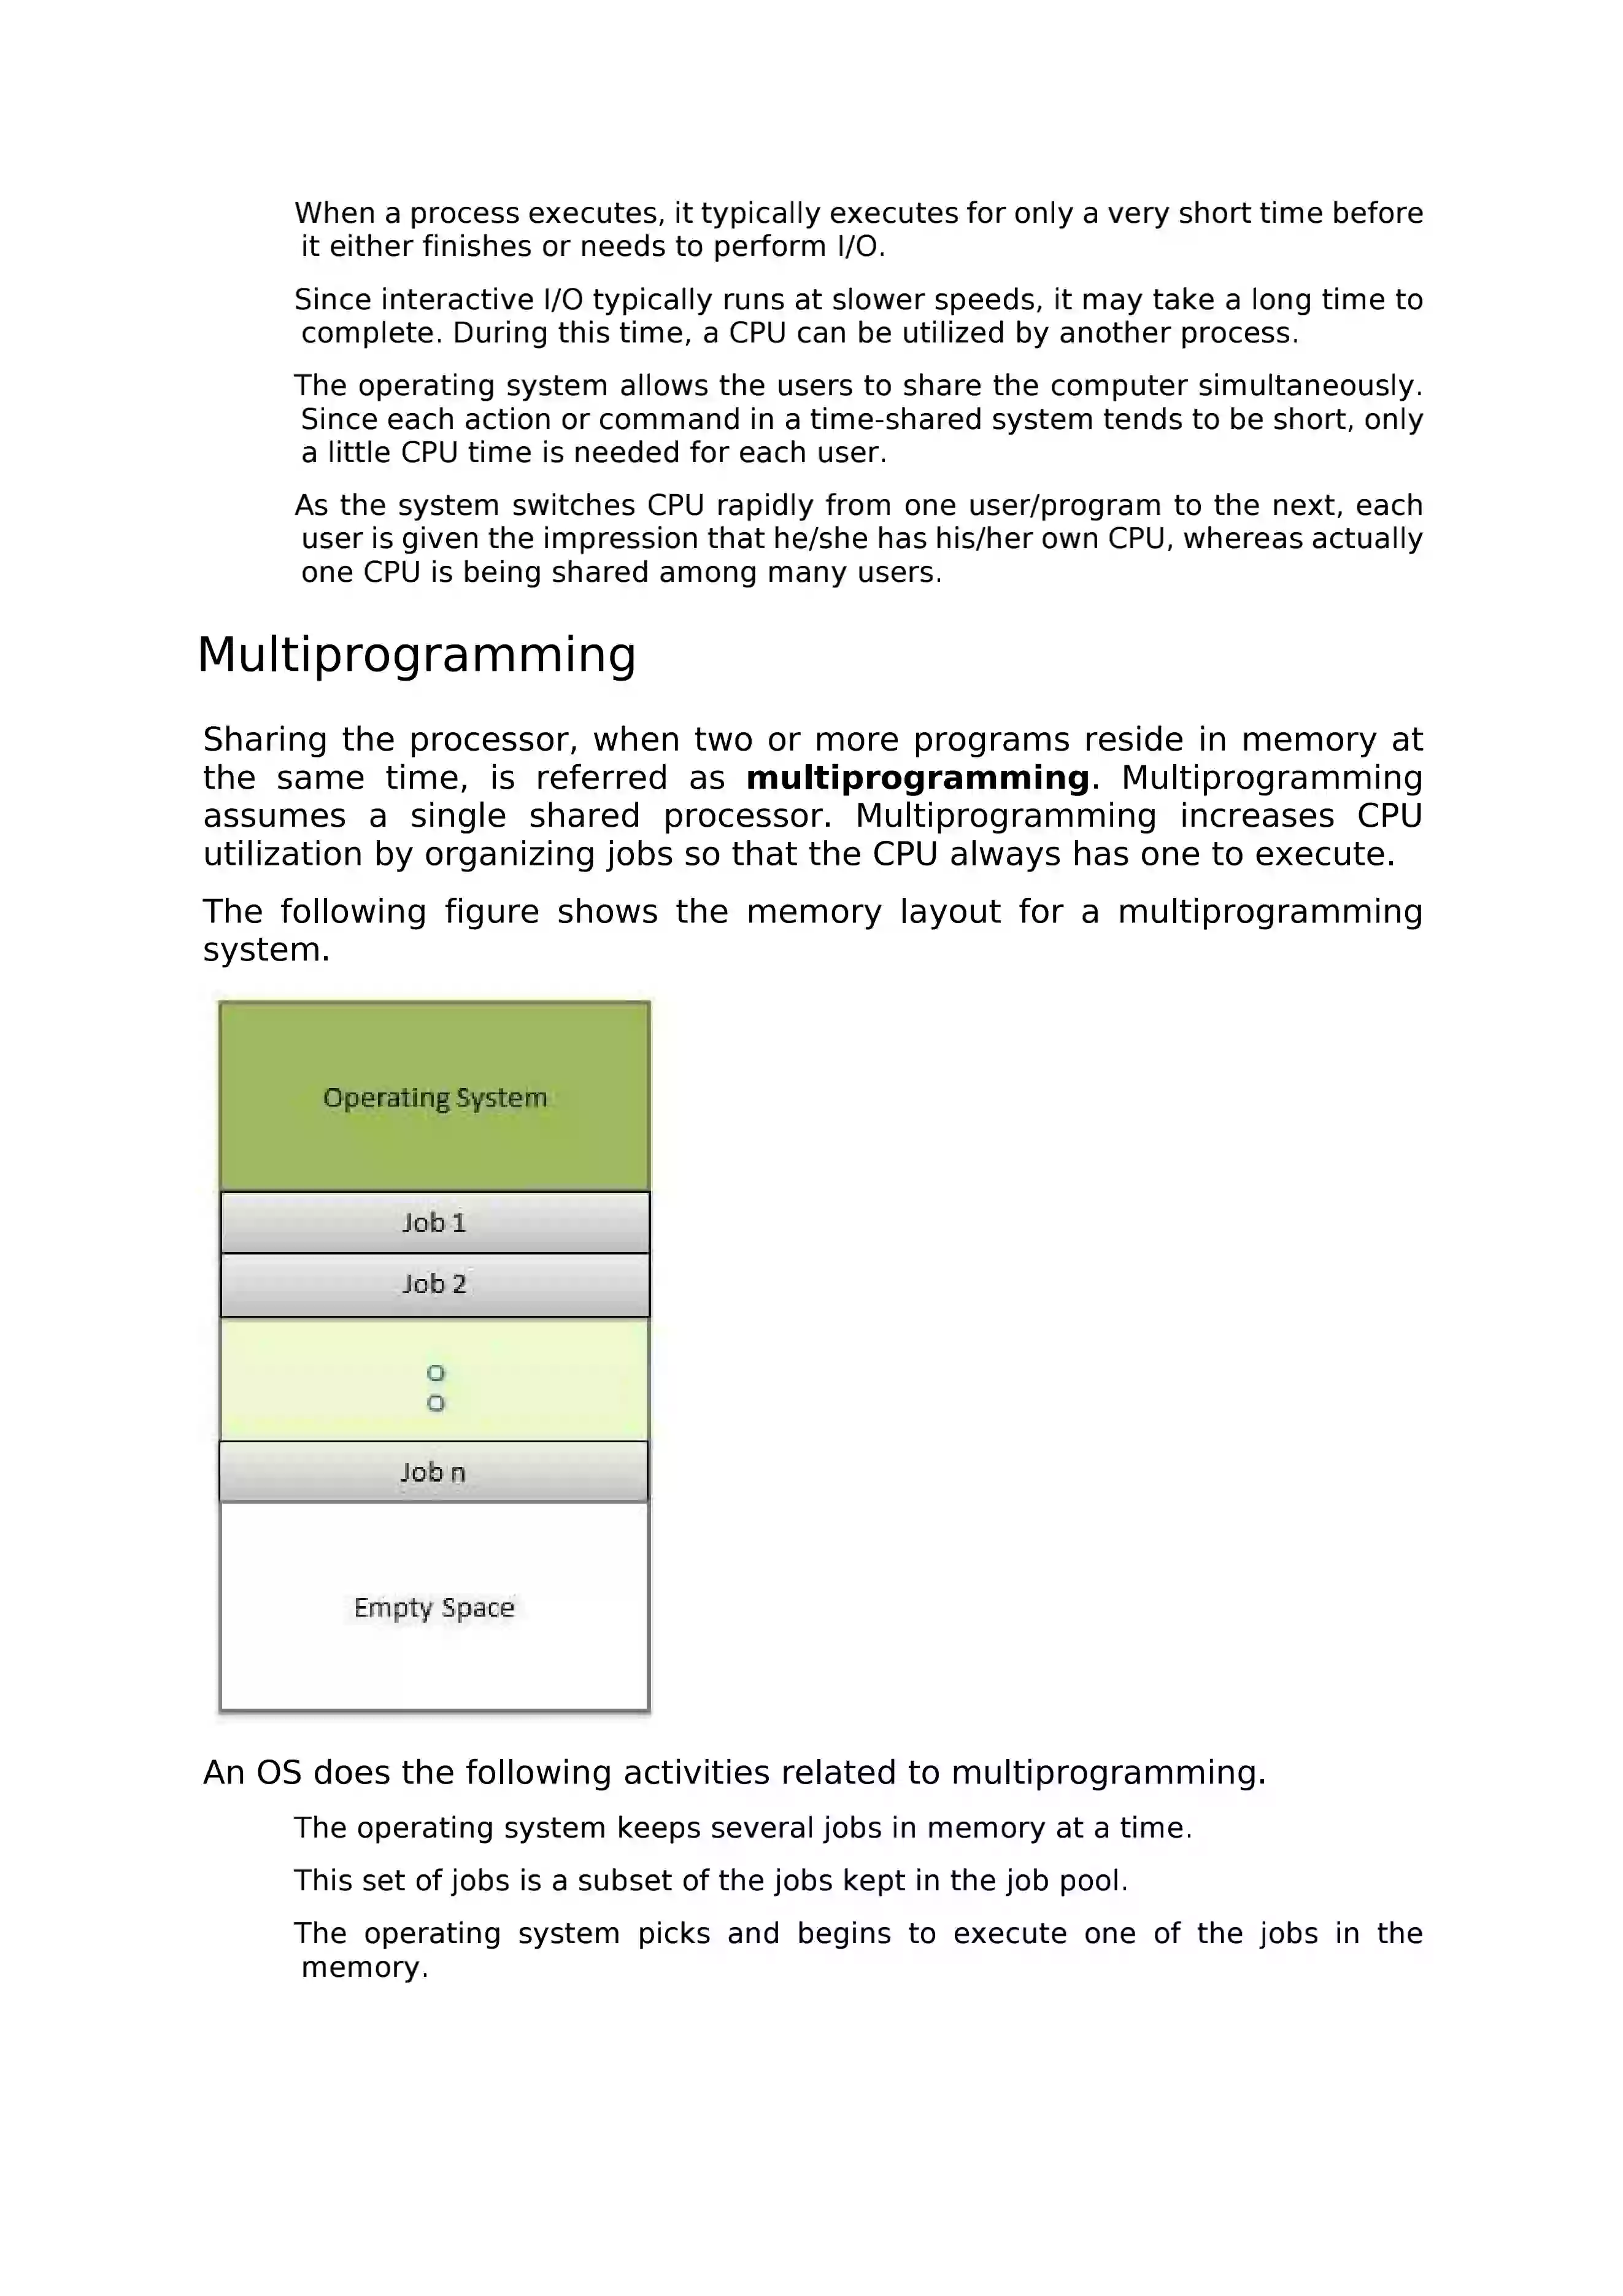 When a process executes, it typically executes for only a very short time before
it either finishes or needs to perform I/O.
Since interactive I/O typically runs at slower speeds, it may take a long time to
complete. During this time, a CPU can be utilized by another process.
The operating system allows the users to share the computer simultaneously.
Since each action or command in a time-shared system tends to be short, only
a little CPU time is needed for each user.
As the system switches CPU rapidly from one user/program to the next, each
user is given the impression that he/she has his/her own CPU, whereas actually
one CPU is being shared among many users.
Multiprogramming
Sharing the processor, when two or more programs reside in memory at
the same time, is referred as multiprogramming. Multiprogramming
assumes a single shared processor. Multiprogramming increases CPU
utilization by organizing jobs so that the CPU always has one to execute.
The following figure shows the memory layout for a multiprogramming
system.
Operating System
Job 1
Job 2
Job n
Empty Space
An OS does the following activities related to multiprogramming.
The operating system keeps several jobs in memory at a time.
This set of jobs is a subset of the jobs kept in the job pool.
The operating system picks and begins to execute one of the jobs in the
memory.